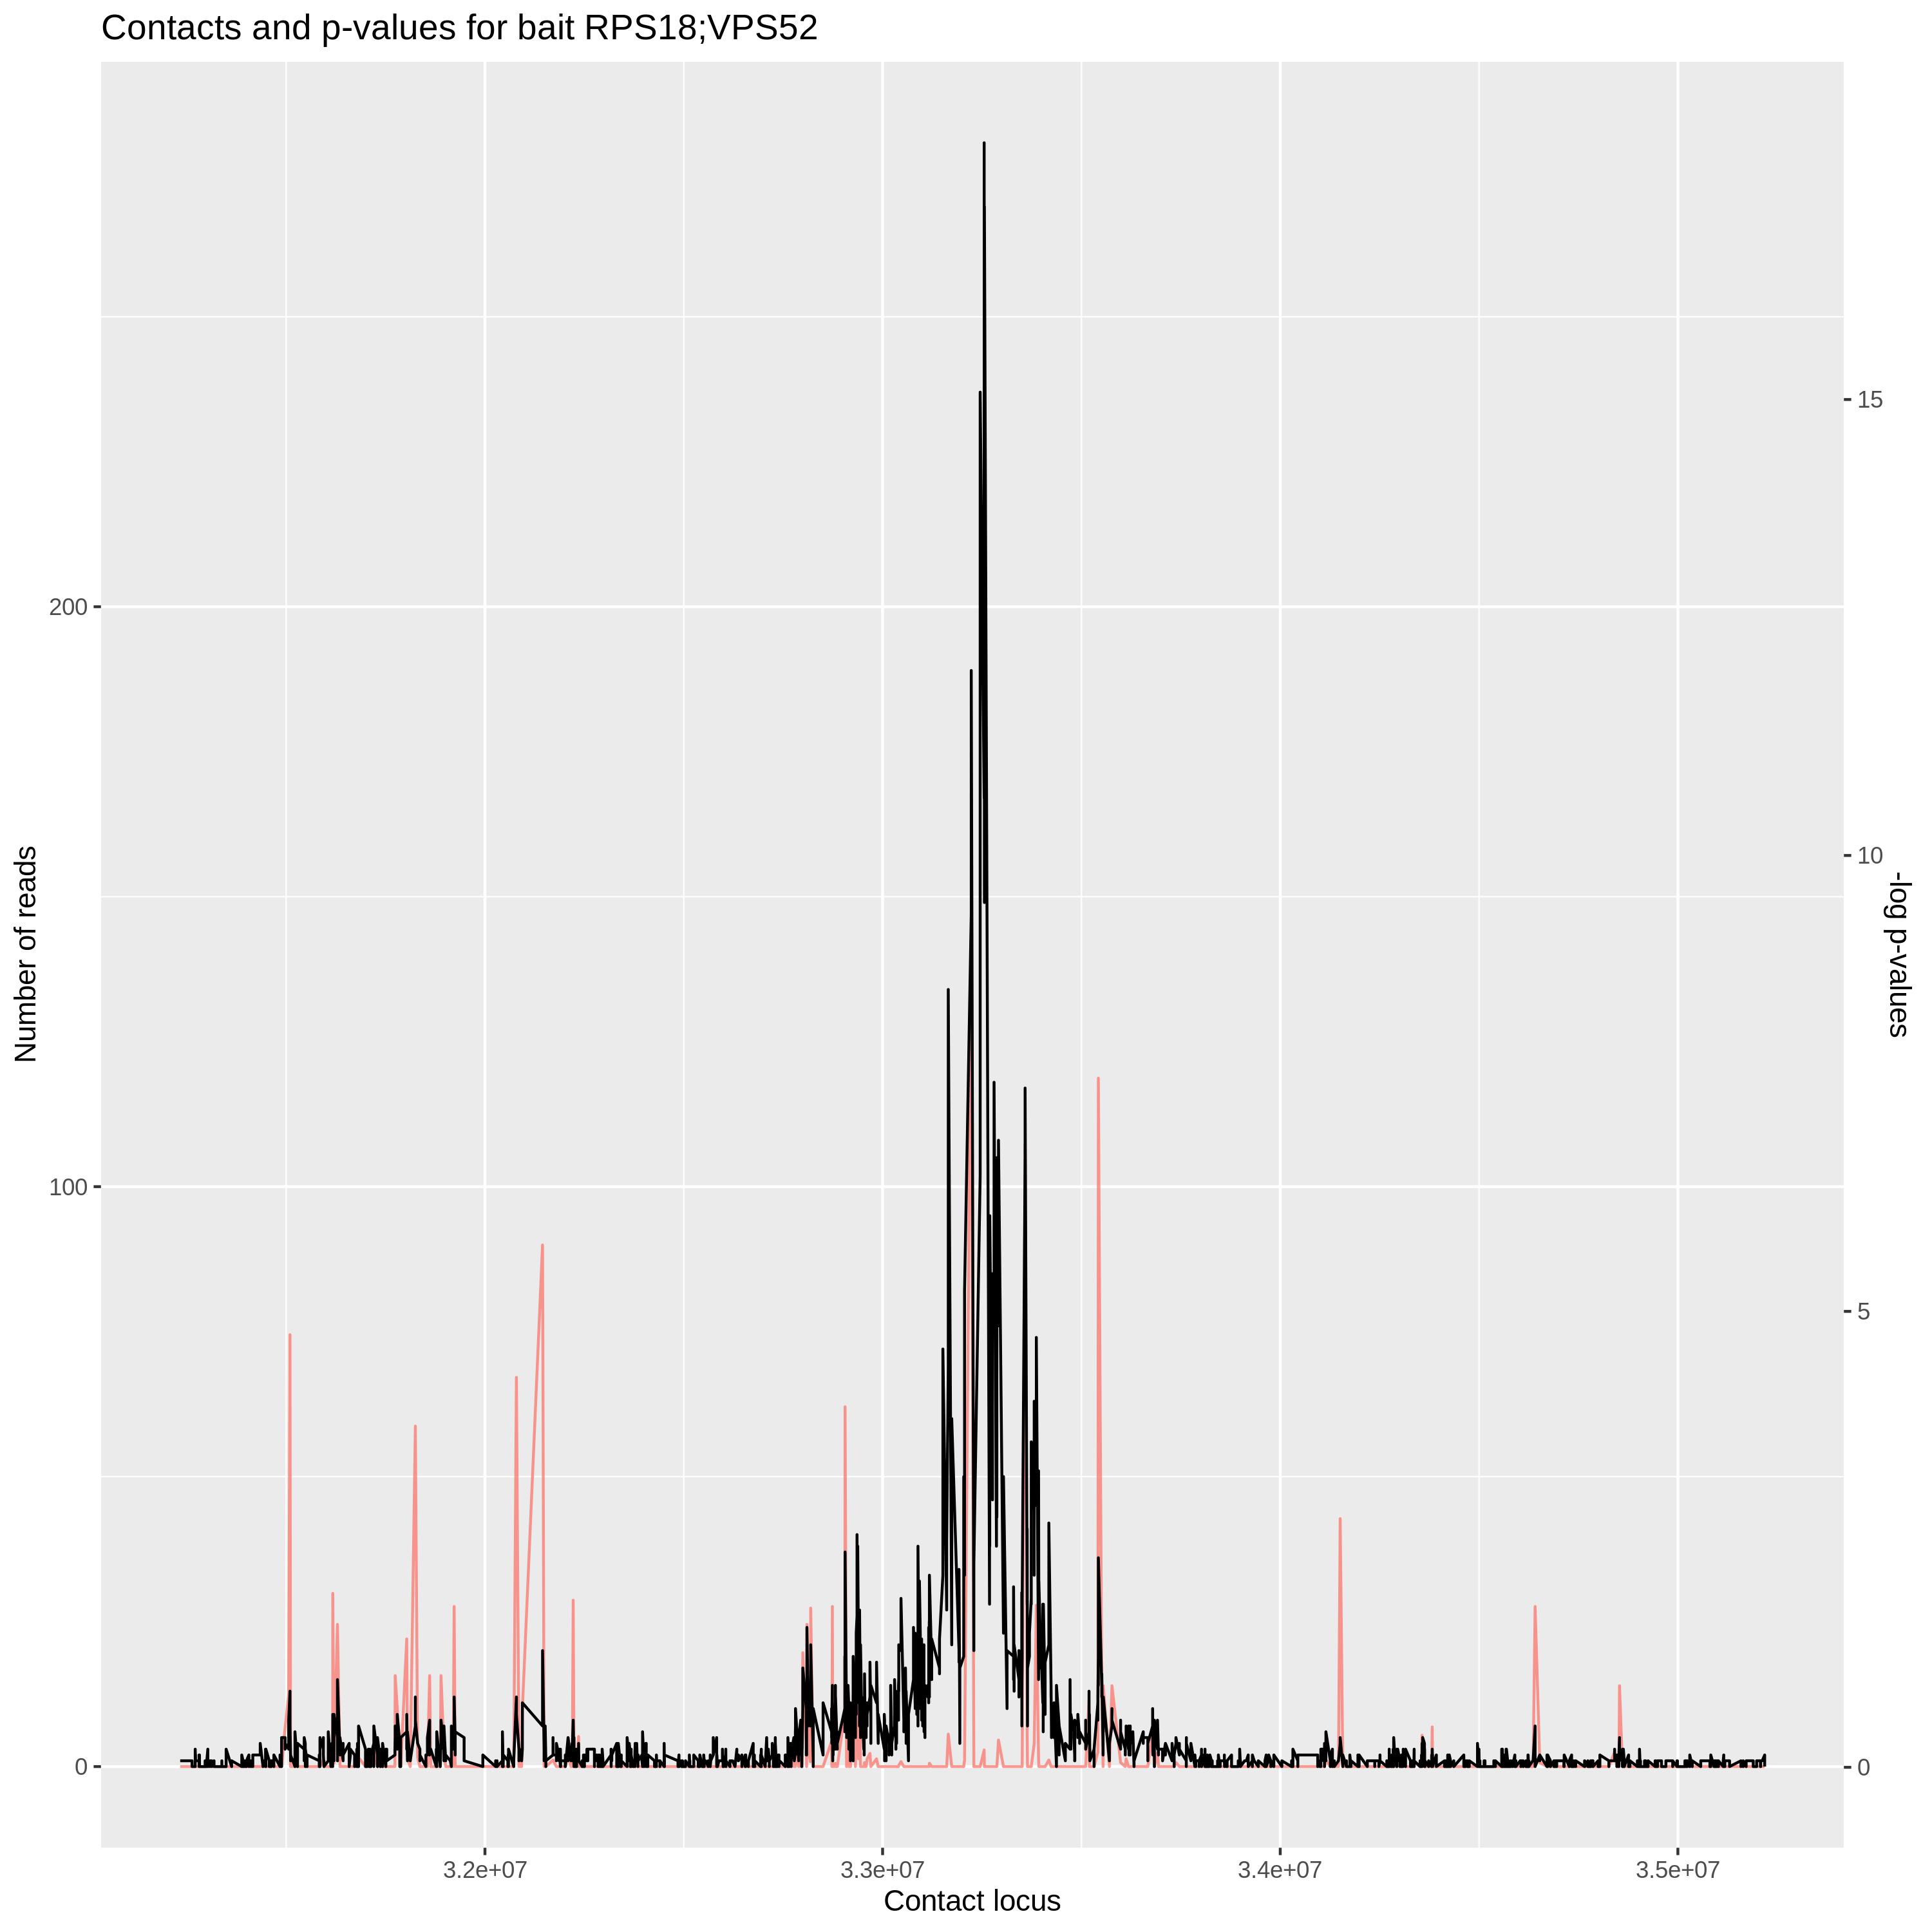 Contacts and p-values for bait RPS18;VPS52
Number of reads
200
100
0
15
10
5
0
-log p-values
3.2e+07
3.3e+07
3.4e+07
3.5e+07
Contact locus